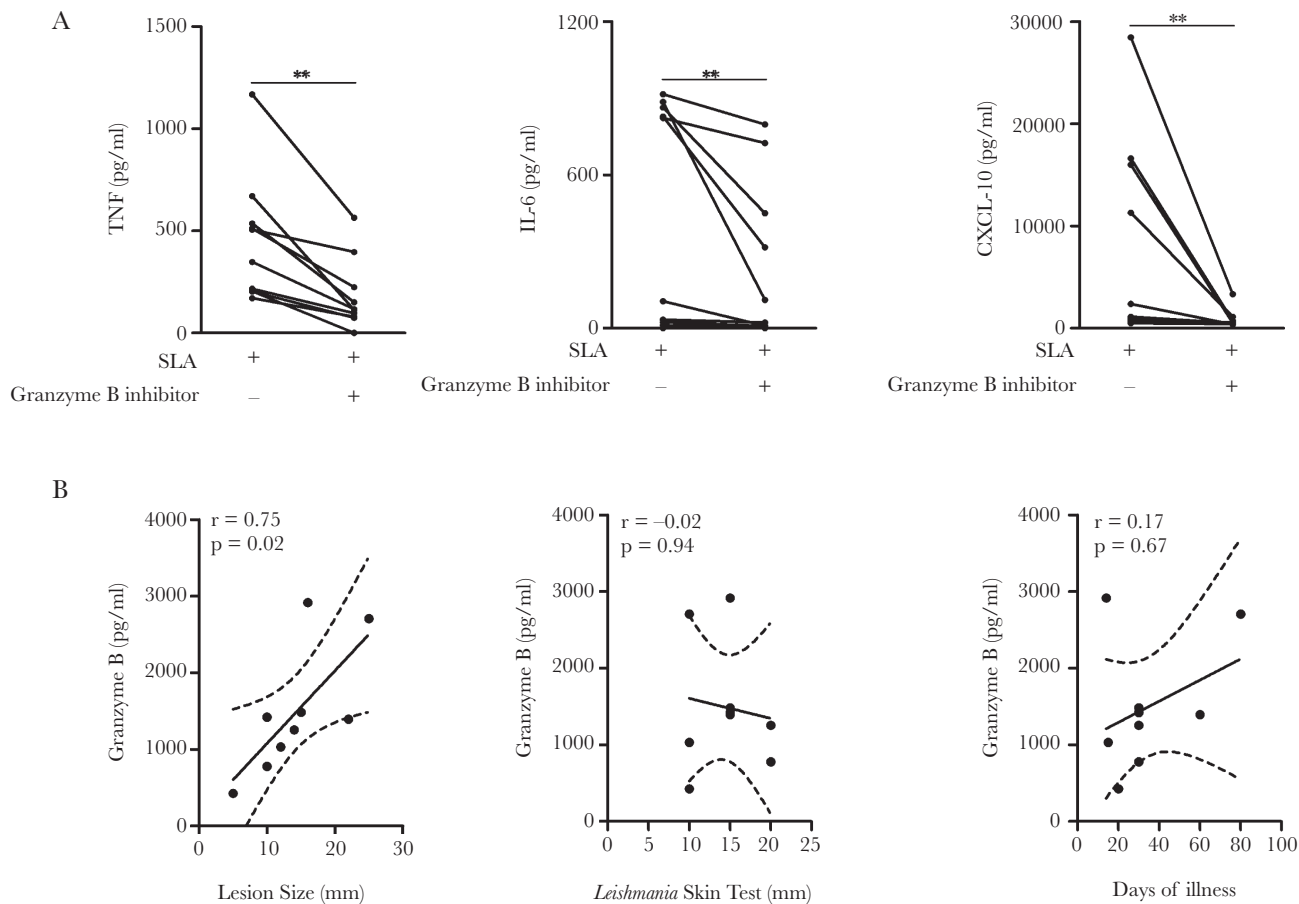 A
1500
1000
500
0
TNF (pg/ml)
**
SLA
+
+
Granzyme B inhibitor
–
+
1200
600
0
IL-6 (pg/ml)
**
SLA
+
+
Granzyme B inhibitor
–
+
30000
20000
10000
0
CXCL-10 (pg/ml)
**
SLA
+
+
Granzyme B inhibitor
–
+
B
r = 0.75
p = 0.02
4000
3000
2000
1000
0
Granzyme B (pg/ml)
0 10 20 30
Lesion Size (mm)
r = –0.02
p = 0.94
4000
3000
2000
1000
0
Granzyme B (pg/ml)
0 5 10 15 20 25
Leishmania Skin Test (mm)
r = 0.17
p = 0.67
4000
3000
2000
1000
0
Granzyme B (pg/ml)
0 20 40 60 80 100
Days of illness